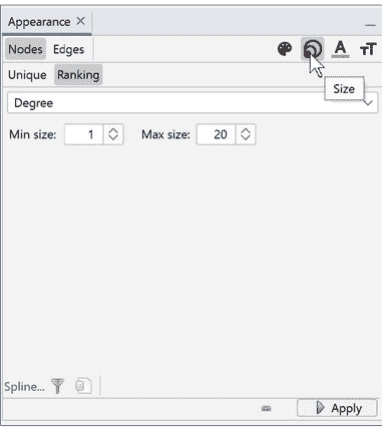 Appearance
Nodes Edges
A T
Size
Unique Ranking
Degree
Min size: 1 Max size: 20
Spline...
Apply